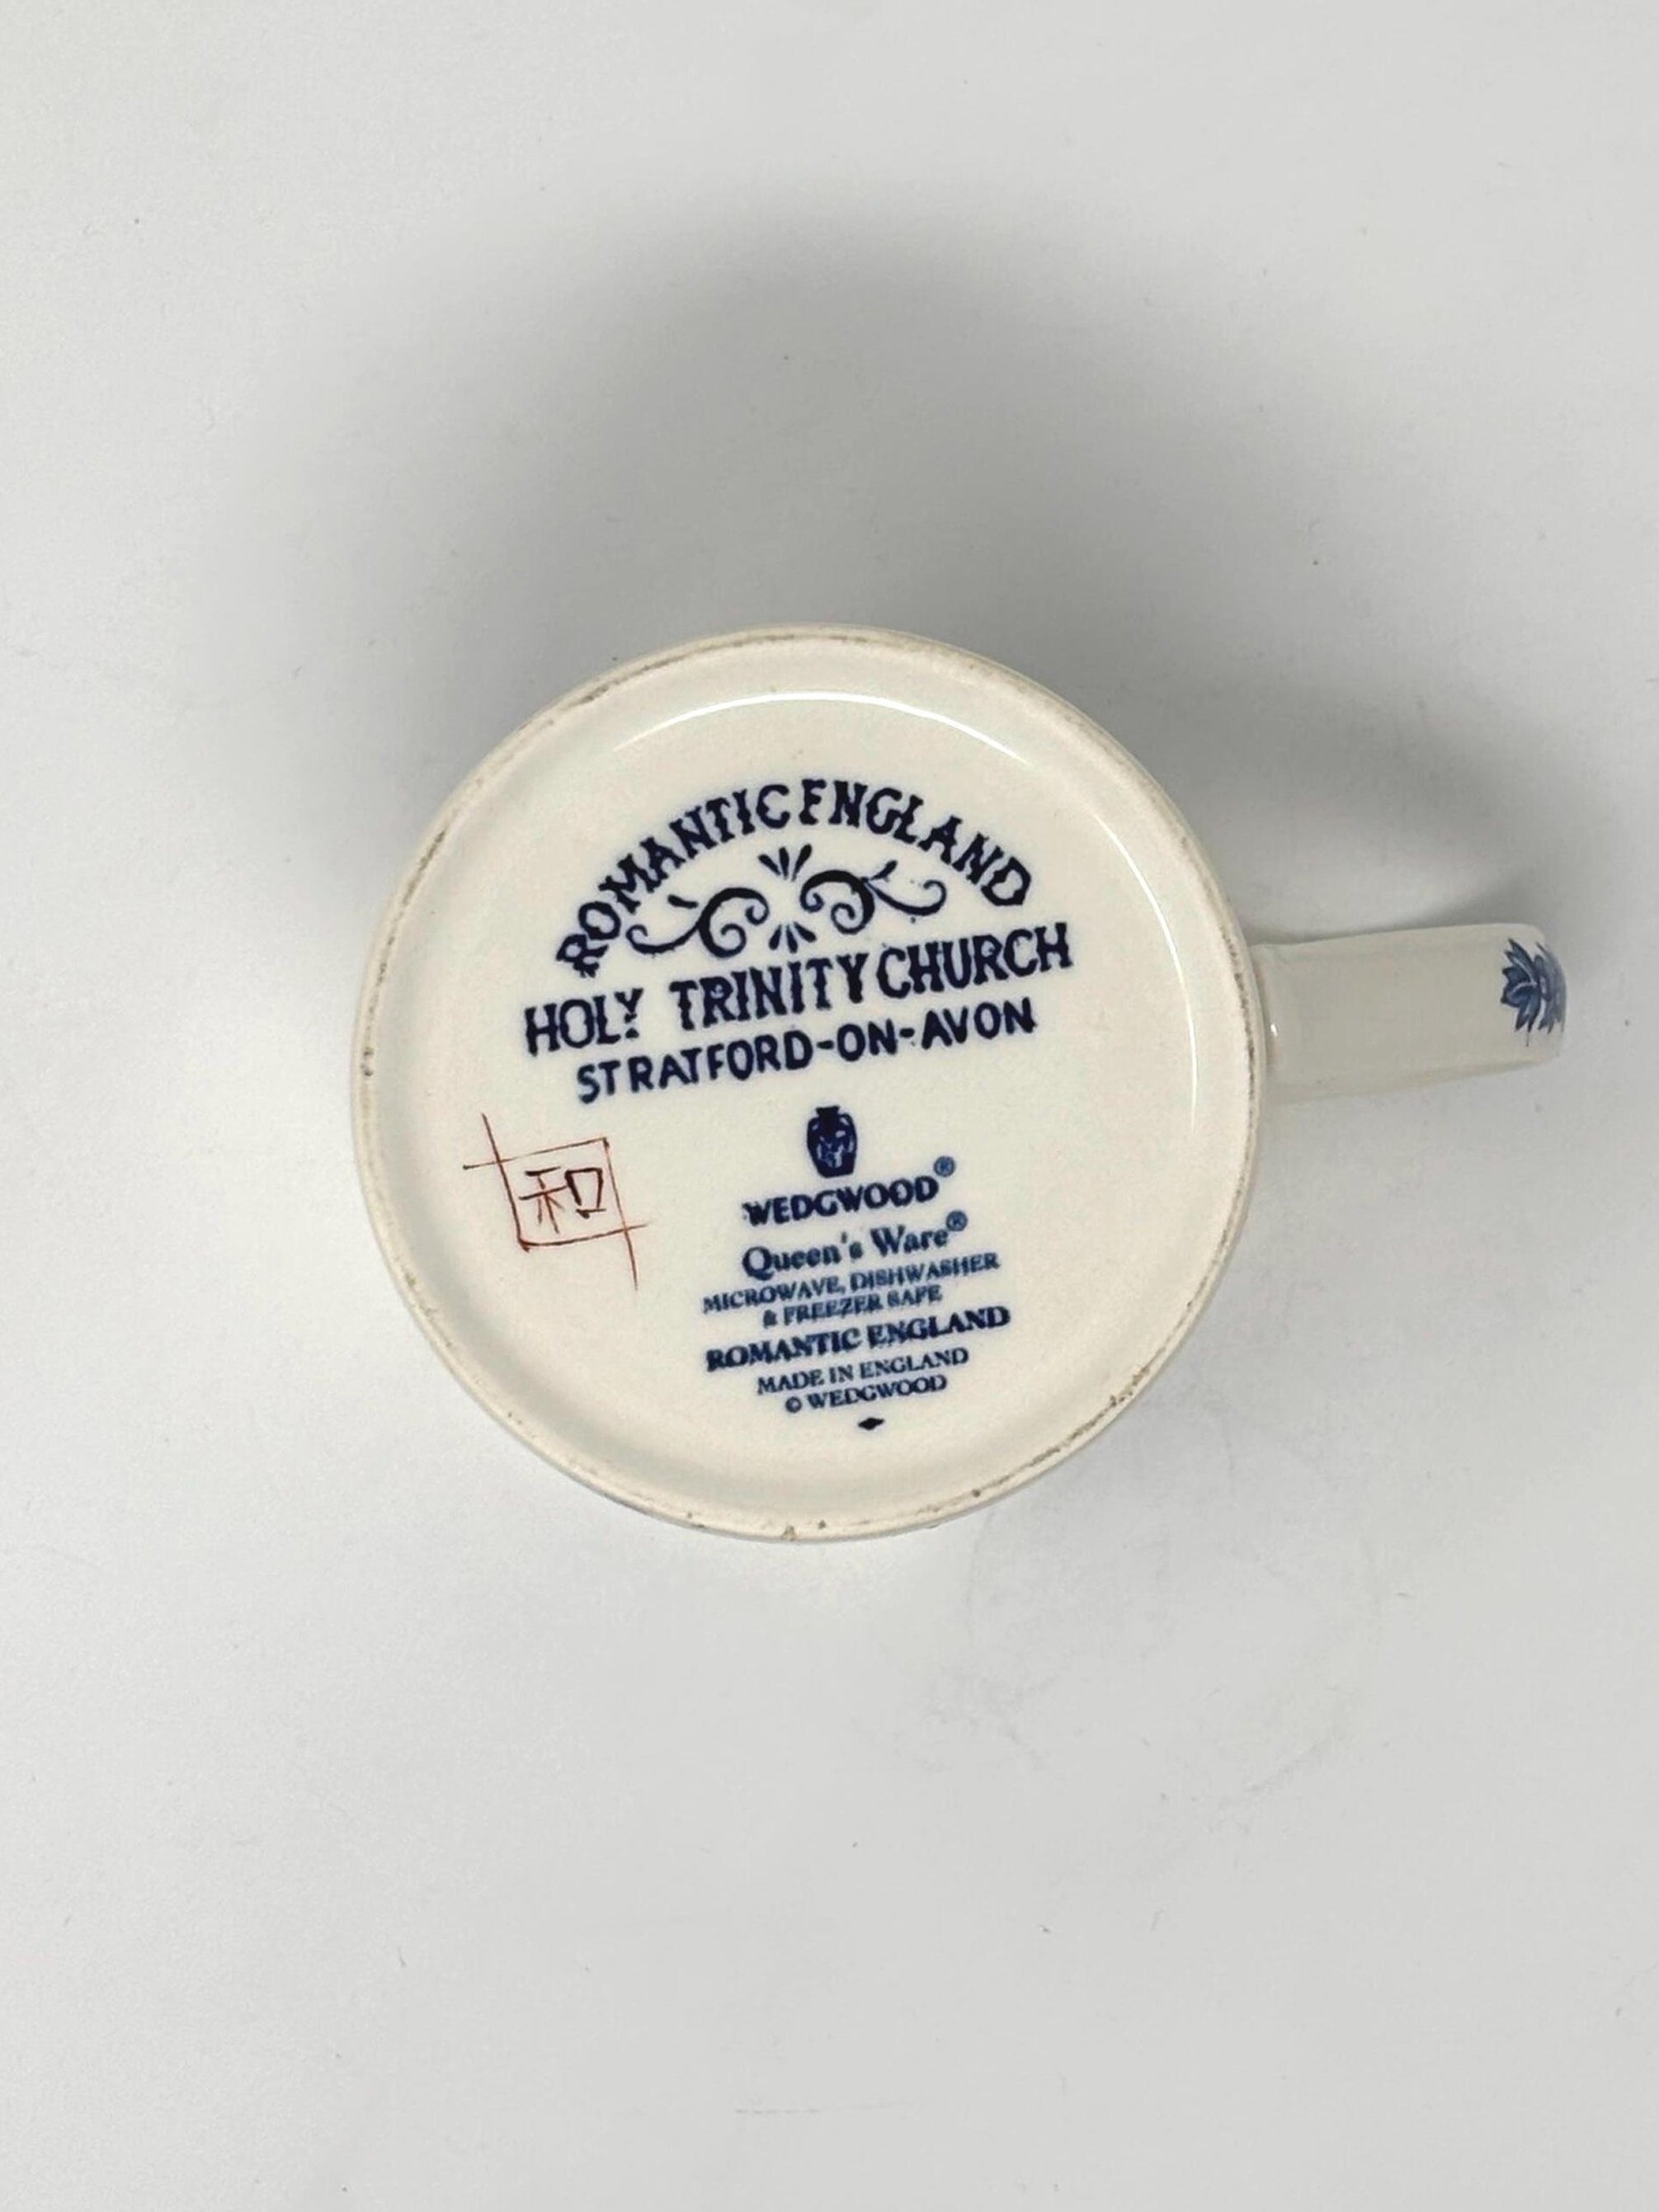 ROMANTIC ENGLAND
HOLY TRINITY CHURCH
STRATFORD-ON-AVON
和
WEDGWOOD®
Queen's Ware®
MICROWAVE, DISHWASHER
& FREEZER SAFE
ROMANTIC ENGLAND
MADE IN ENGLAND
© WEDGWOOD